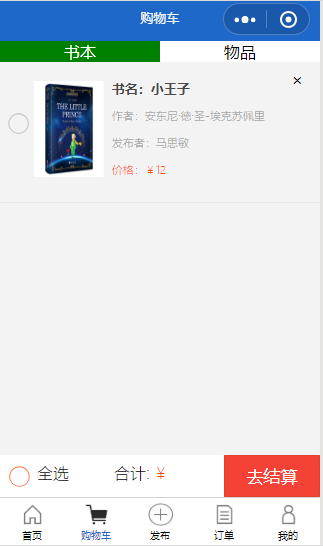 购物车
书本 物品
THE LITTLE
PRINCE
书名：小王子
×
作者：安东尼·德·圣-埃克苏佩里
发布者：马思敏
价格：￥12
全选 合计: ￥ 去结算
首页 购物车 发布 订单 我的